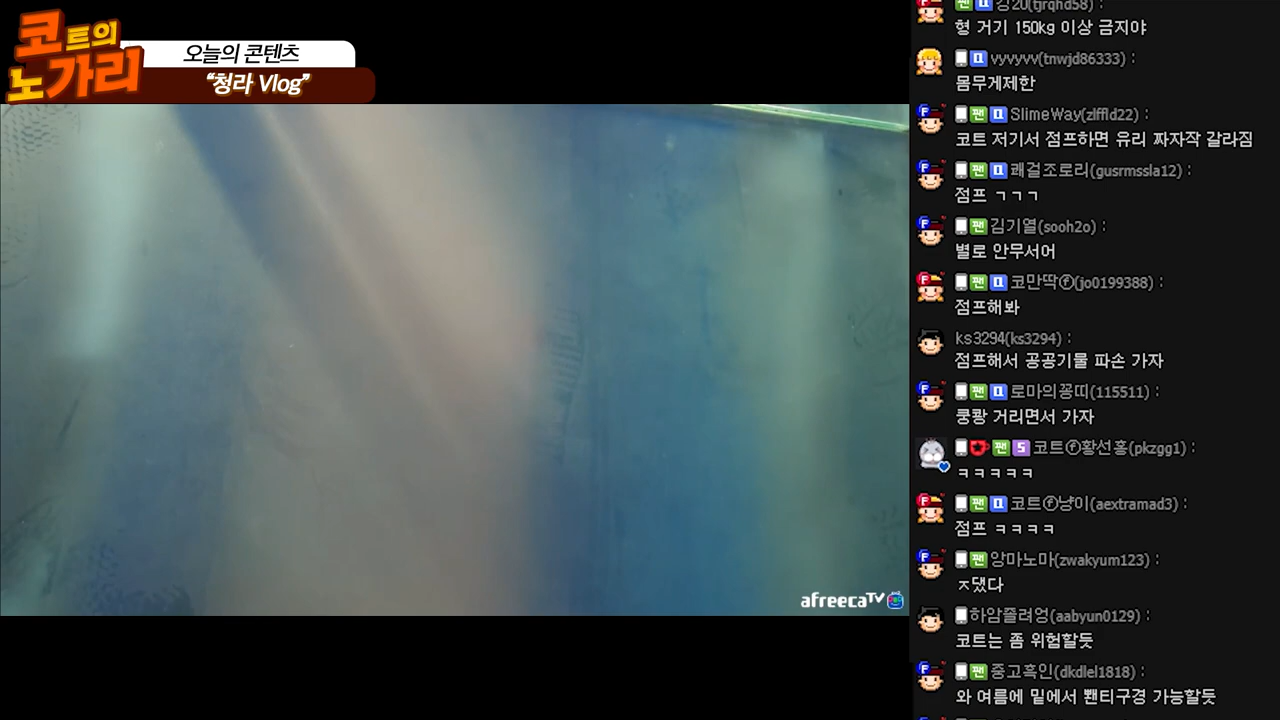 코트의
노가리
오늘의 콘텐츠
“청라 Vlog”
afreecaTV
팬 강20(tjrqhd58) :
형 거기 150kg 이상 금지야
vyvyvv(tnwjd86333) :
몸무게제한
팬 SlimeWay(zlffld22) :
코트 저기서 점프하면 유리 짜자작 갈라짐
팬 쾌걸조로리(gusrmssla12) :
점프 ㄱㄱㄱ
팬 김기열(sooh2o) :
별로 안무서어
팬 코만딱ⓕ(jo0199388) :
점프해봐
ks3294(ks3294) :
점프해서 공공기물 파손 가자
팬 로마의꽁띠(115511) :
쿵쾅 거리면서 가자
팬 S 코트ⓕ황선홍(pkzgg1) :
ㅋㅋㅋㅋㅋ
팬 코트ⓕ냥이(aextramad3) :
점프 ㅋㅋㅋㅋ
팬 앙마노마(zwakyum123) :
ㅈ댔다
하암졸려엉(aabyun0129) :
코트는 좀 위험할듯
팬 중고흑인(dkdlel1818) :
와 여름에 밑에서 뺀티구경 가능할듯